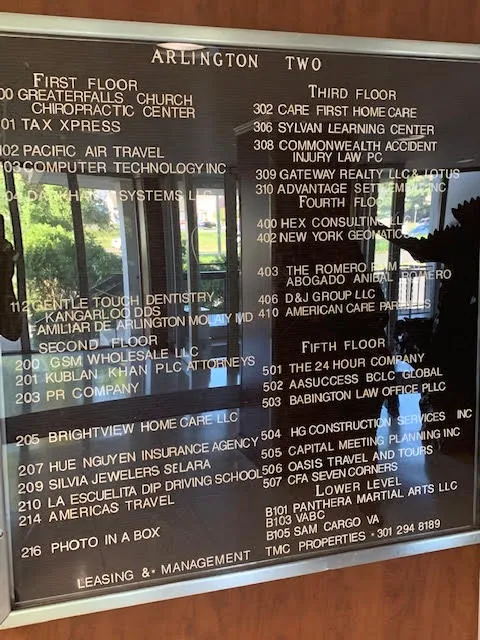 ARLINGTON TWO
FIRST FLOOR
00 GREATERFALLS CHURCH
CHIROPRACTIC CENTER
01 TAX XPRESS
102 PACIFIC AIR TRAVEL
103 COMPUTER TECHNOLOGY INC
04 DARKHA SYSTEMS
112 GENTLE TOUCH DENTISTRY
KANGARLOO DDS
FAMILIAR DE ARLINGTON MOLAIY MD
SECOND FLOOR
200 GSM WHOLESALE LLC
201 KUBLAN KHAN PLC ATTORNEYS
203 PR COMPANY
205 BRIGHTVIEW HOME CARE LLC
207 HUE NGUYEN INSURANCE AGENCY
209 SILVIA JEWELERS SELARA
210 LA ESCUELITA DIP DRIVING SCHOOL
214 AMERICAS TRAVEL
216 PHOTO IN A BOX
THIRD FLOOR
302 CARE FIRST HOME CARE
306 SYLVAN LEARNING CENTER
308 COMMONWEALTH ACCIDENT
INJURY LAW PC
309 GATEWAY REALTY LLC & LOTUS
310 ADVANTAGE SETTLEMENT INC
FOURTH FLOOR
400 HEX CONSULTING LLC
402 NEW YORK GEOMATICS
403 THE ROMERO FIRM
ABOGADO ANIBAL ROMERO
406 D&J GROUP LLC
410 AMERICAN CARE PARTNERS
FIFTH FLOOR
501 THE 24 HOUR COMPANY
502 AASUCCESS BCLC GLOBAL
503 BABINGTON LAW OFFICE PLLC
504 HG CONSTRUCTION SERVICES INC
505 CAPITAL MEETING PLANNING INC
506 OASIS TRAVEL AND TOURS
507 CFA SEVEN CORNERS
LOWER LEVEL
B101 PANTHERA MARTIAL ARTS LLC
B103 VABC
B105 SAM CARGO VA
LEASING & MANAGEMENT TMC PROPERTIES 301 294 8189